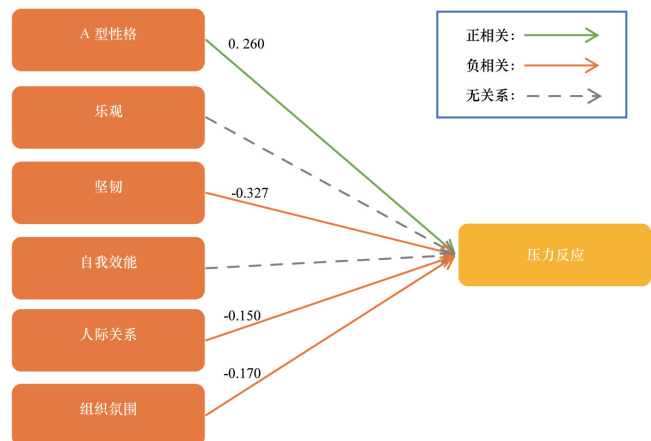 A 型性格
0. 260
正相关：
负相关：
无关系：
乐观
坚韧
-0.327
自我效能
压力反应
人际关系
-0.150
组织氛围
-0.170